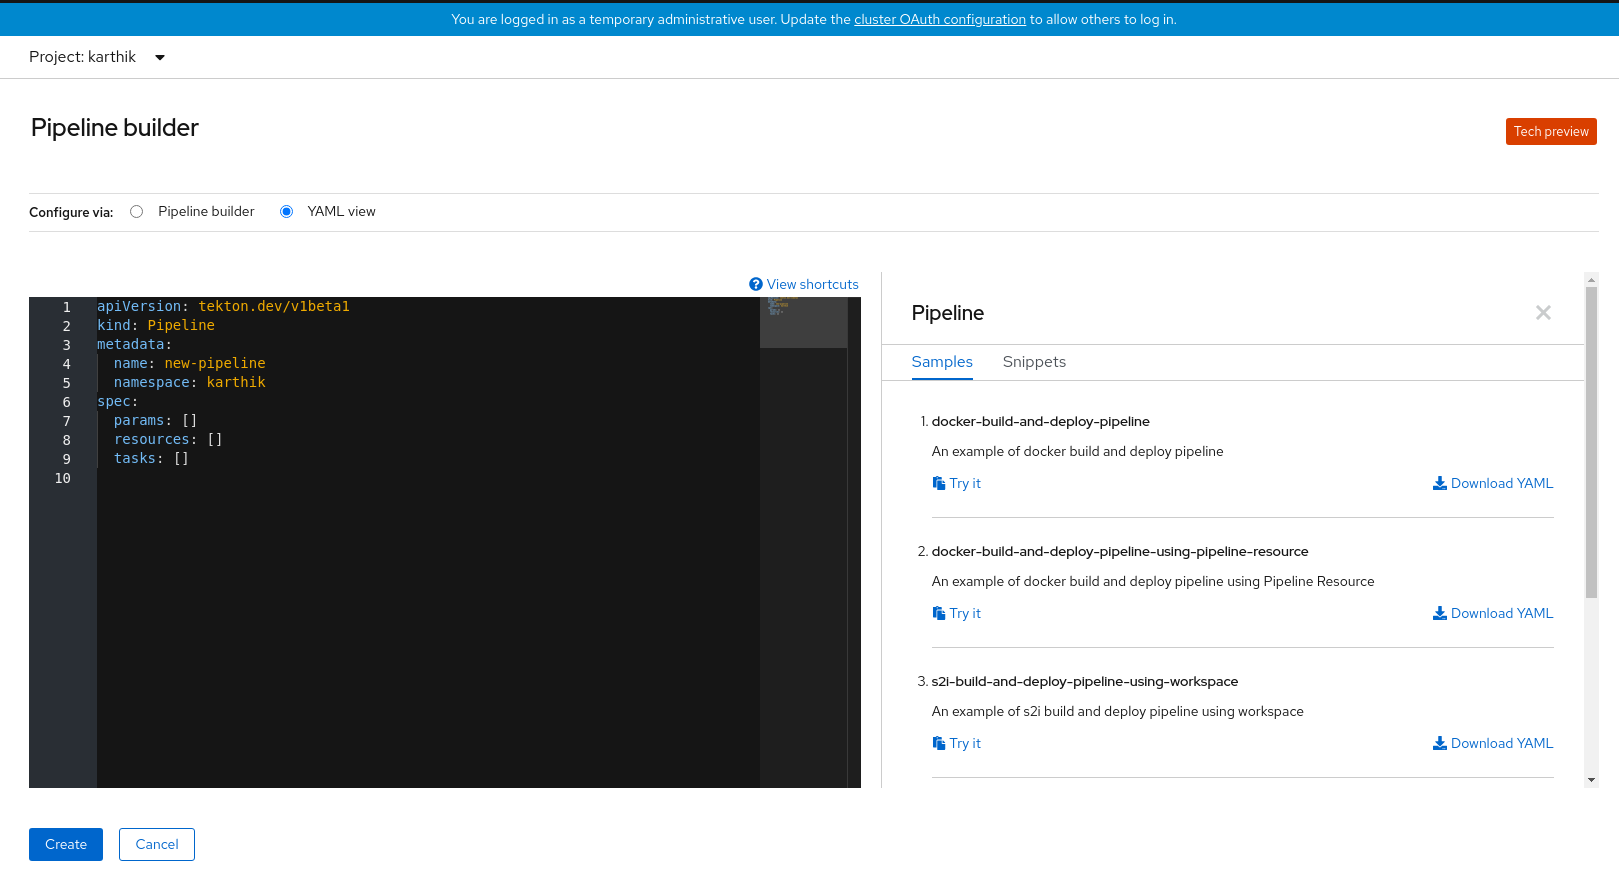 You are logged in as a temporary administrative user. Update the cluster OAuth configuration to allow others to log in.
Project: karthik
Pipeline builder
Tech preview
Configure via: Pipeline builder YAML view
View shortcuts
1 apiVersion: tekton.dev/v1beta1
2 kind: Pipeline
3 metadata:
4 name: new-pipeline
5 namespace: karthik
6 spec:
7 params: []
8 resources: []
9 tasks: []
10
Pipeline
Samples Snippets
1. docker-build-and-deploy-pipeline
An example of docker build and deploy pipeline
Try it Download YAML
2. docker-build-and-deploy-pipeline-using-pipeline-resource
An example of docker build and deploy pipeline using Pipeline Resource
Try it Download YAML
3. s2i-build-and-deploy-pipeline-using-workspace
An example of s2i build and deploy pipeline using workspace
Try it Download YAML
Create Cancel